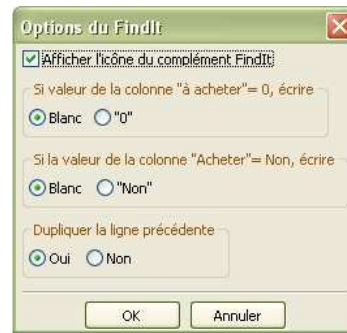 Options du FindIt
Afficher l'icône du complément FindIt
Si valeur de la colonne "à acheter"= 0, écrire
Blanc "0"
Si la valeur de la colonne "Acheter"= Non, écrire
Blanc "Non"
Dupliquer la ligne précédente
Oui Non
OK Annuler